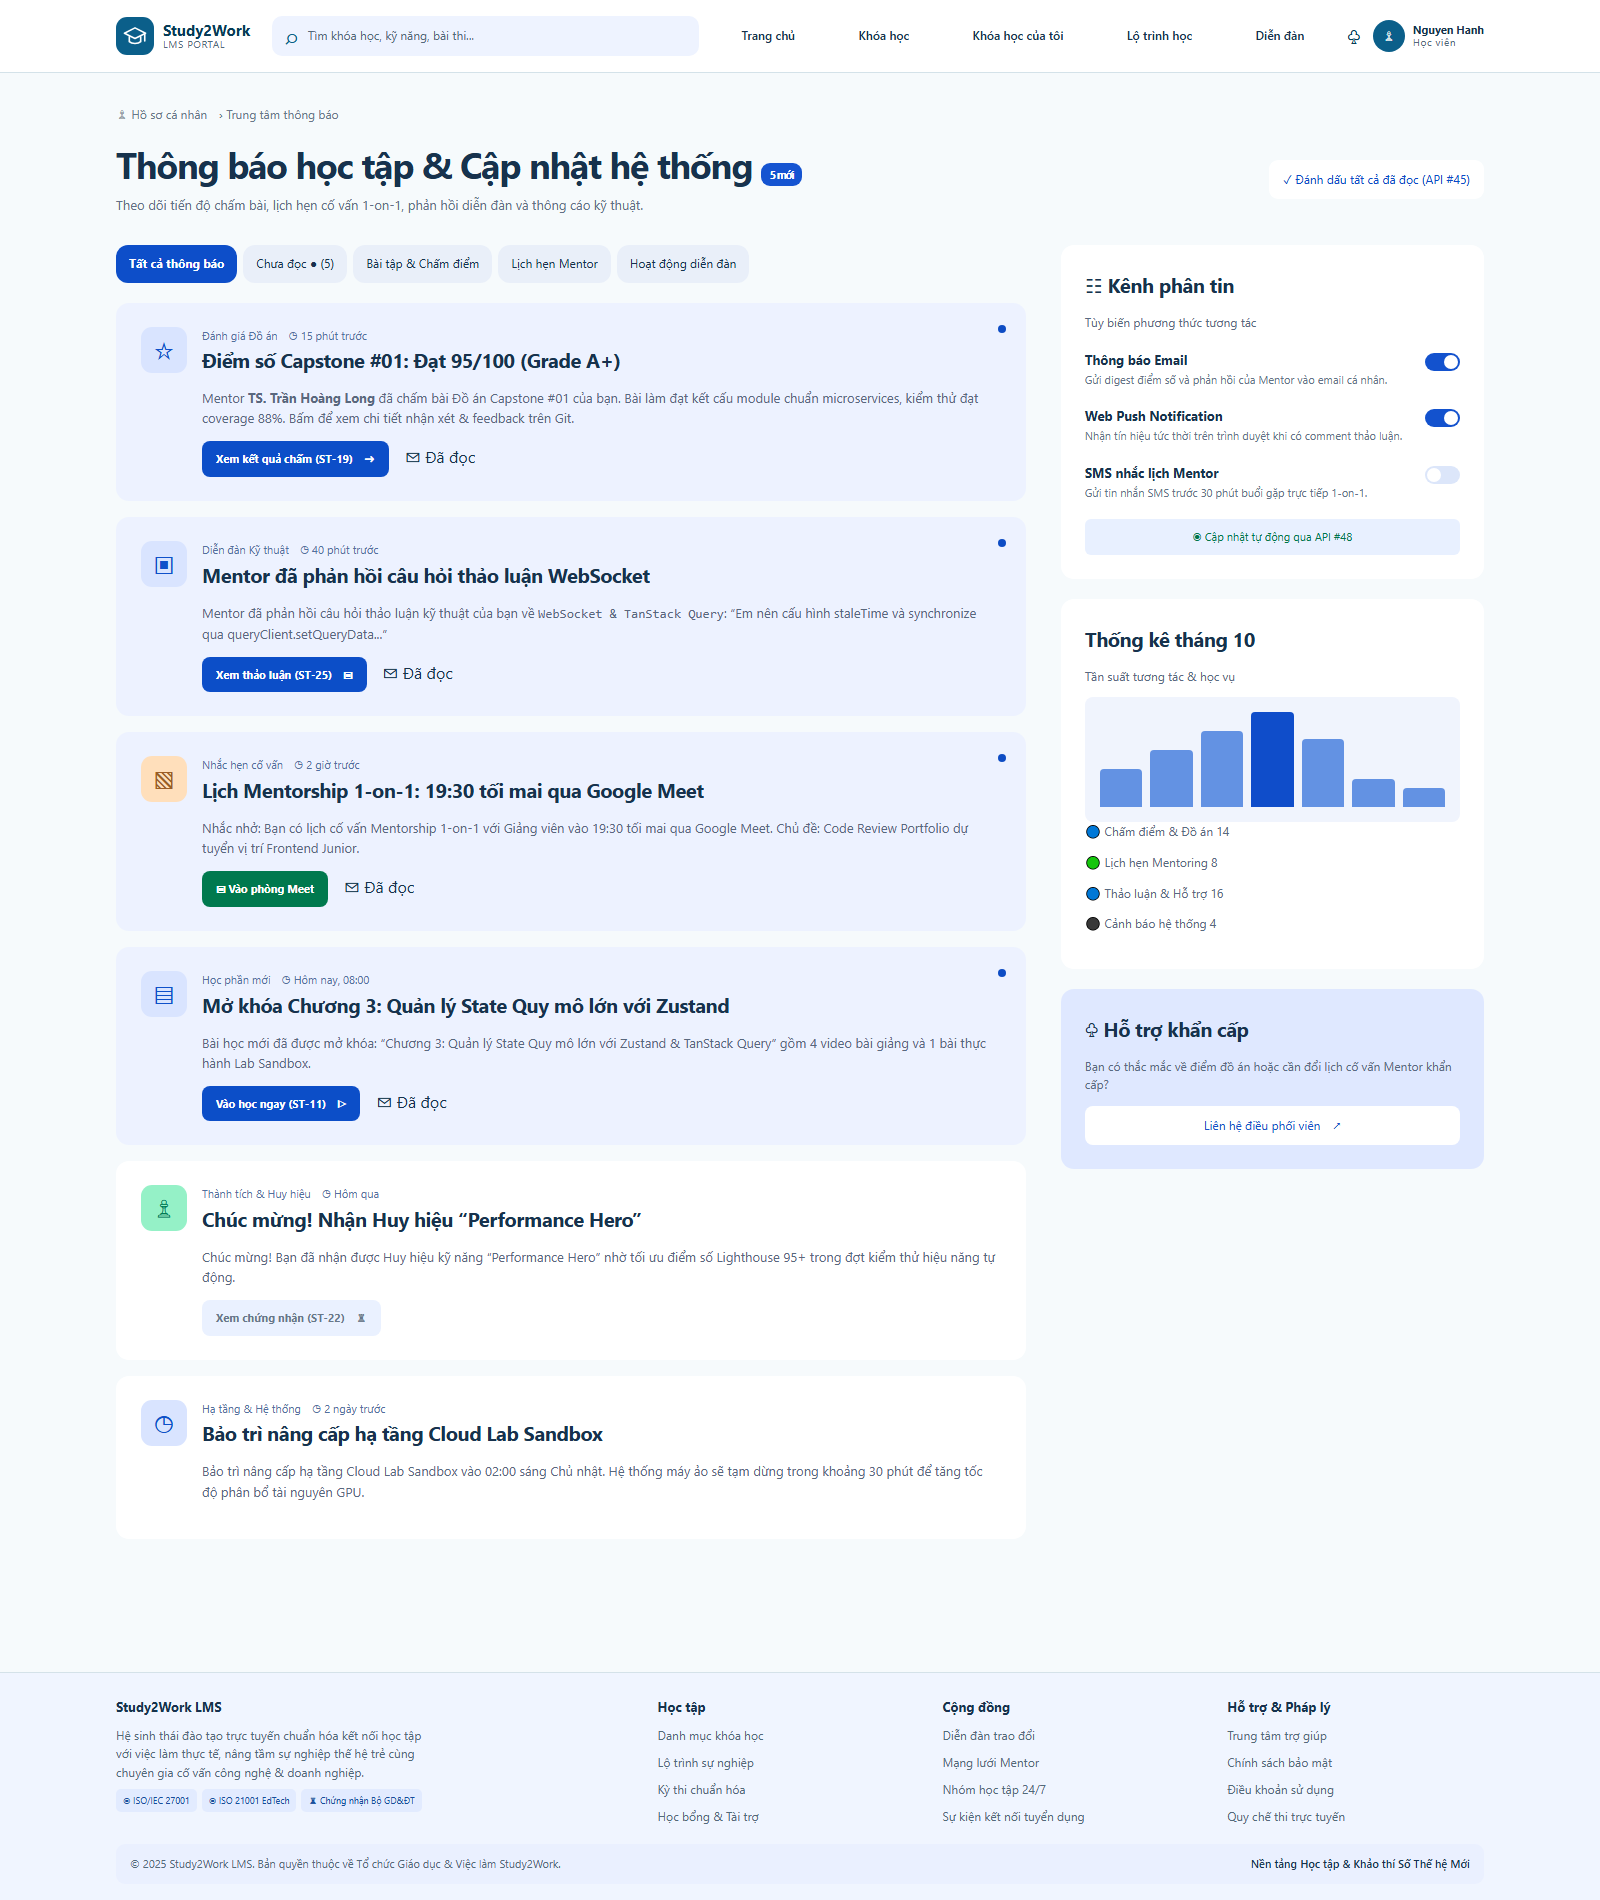 Study2Work
LMS PORTAL
Tìm khóa học, kỹ năng, bài thi...
Trang chủ
Khóa học
Khóa học của tôi
Lộ trình học
Diễn đàn
Nguyen Hanh
Học viên
Hồ sơ cá nhân › Trung tâm thông báo
Thông báo học tập & Cập nhật hệ thống 5 mới
Theo dõi tiến độ chấm bài, lịch hẹn cố vấn 1-on-1, phản hồi diễn đàn và thông cáo kỹ thuật.
✓ Đánh dấu tất cả đã đọc (API #45)
Tất cả thông báo
Chưa đọc ● (5)
Bài tập & Chấm điểm
Lịch hẹn Mentor
Hoạt động diễn đàn
Đánh giá Đồ án 15 phút trước
Điểm số Capstone #01: Đạt 95/100 (Grade A+)
Mentor TS. Trần Hoàng Long đã chấm bài Đồ án Capstone #01 của bạn. Bài làm đạt kết cấu module chuẩn microservices, kiểm thử đạt
coverage 88%. Bấm để xem chi tiết nhận xét & feedback trên Git.
Xem kết quả chấm (ST-19) →
Đã đọc
Diễn đàn Kỹ thuật 40 phút trước
Mentor đã phản hồi câu hỏi thảo luận WebSocket
Mentor đã phản hồi câu hỏi thảo luận kỹ thuật của bạn về WebSocket & TanStack Query: “Em nên cấu hình staleTime và synchronize
qua queryClient.setQueryData...”
Xem thảo luận (ST-25)
Đã đọc
Nhắc hẹn cố vấn 2 giờ trước
Lịch Mentorship 1-on-1: 19:30 tối mai qua Google Meet
Nhắc nhở: Bạn có lịch cố vấn Mentorship 1-on-1 với Giảng viên vào 19:30 tối mai qua Google Meet. Chủ đề: Code Review Portfolio dự
tuyển vị trí Frontend Junior.
Vào phòng Meet
Đã đọc
Học phần mới Hôm nay, 08:00
Mở khóa Chương 3: Quản lý State Quy mô lớn với Zustand
Bài học mới đã được mở khóa: “Chương 3: Quản lý State Quy mô lớn với Zustand & TanStack Query” gồm 4 video bài giảng và 1 bài thực
hành Lab Sandbox.
Vào học ngay (ST-11)
Đã đọc
Thành tích & Huy hiệu Hôm qua
Chúc mừng! Nhận Huy hiệu “Performance Hero”
Chúc mừng! Bạn đã nhận được Huy hiệu kỹ năng “Performance Hero” nhờ tối ưu điểm số Lighthouse 95+ trong đợt kiểm thử hiệu năng tự
động.
Xem chứng nhận (ST-22)
Hạ tầng & Hệ thống 2 ngày trước
Bảo trì nâng cấp hạ tầng Cloud Lab Sandbox
Bảo trì nâng cấp hạ tầng Cloud Lab Sandbox vào 02:00 sáng Chủ nhật. Hệ thống máy ảo sẽ tạm dừng trong khoảng 30 phút để tăng tốc
độ phân bổ tài nguyên GPU.
Kênh phân tin
Tùy biến phương thức tương tác
Thông báo Email
Gửi digest điểm số và phản hồi của Mentor vào email cá nhân.
Web Push Notification
Nhận tín hiệu tức thời trên trình duyệt khi có comment thảo luận.
SMS nhắc lịch Mentor
Gửi tin nhắn SMS trước 30 phút buổi gặp trực tiếp 1-on-1.
Cập nhật tự động qua API #48
Thống kê tháng 10
Tần suất tương tác & học vụ
Chấm điểm & Đồ án 14
Lịch hẹn Mentoring 8
Thảo luận & Hỗ trợ 16
Cảnh báo hệ thống 4
Hỗ trợ khẩn cấp
Bạn có thắc mắc về điểm đồ án hoặc cần đổi lịch cố vấn Mentor khẩn
cấp?
Liên hệ điều phối viên ↗
Study2Work LMS
Hệ sinh thái đào tạo trực tuyến chuẩn hóa kết nối học tập
với việc làm thực tế, nâng tầm sự nghiệp thế hệ trẻ cùng
chuyên gia cố vấn công nghệ & doanh nghiệp.
ISO/IEC 27001
ISO 21001 EdTech
Chứng nhận Bộ GD&ĐT
Học tập
Danh mục khóa học
Lộ trình sự nghiệp
Kỳ thi chuẩn hóa
Học bổng & Tài trợ
Cộng đồng
Diễn đàn trao đổi
Mạng lưới Mentor
Nhóm học tập 24/7
Sự kiện kết nối tuyển dụng
Hỗ trợ & Pháp lý
Trung tâm trợ giúp
Chính sách bảo mật
Điều khoản sử dụng
Quy chế thi trực tuyến
© 2025 Study2Work LMS. Bản quyền thuộc về Tổ chức Giáo dục & Việc làm Study2Work.
Nền tảng Học tập & Khảo thí Số Thế hệ Mới